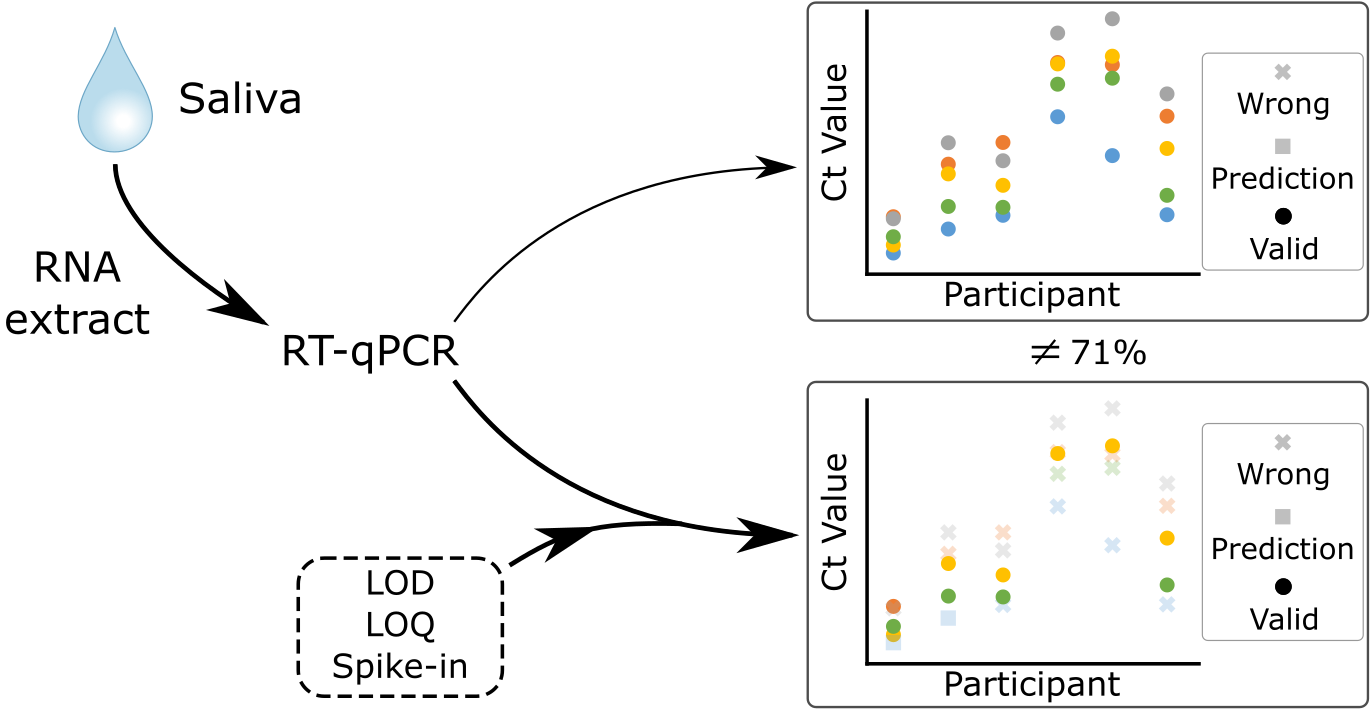 Saliva
RNA
extract
RT-qPCR
LOD
LOQ
Spike-in
Ct Value
Participant
Wrong
Prediction
Valid
≠ 71%
Ct Value
Participant
Wrong
Prediction
Valid